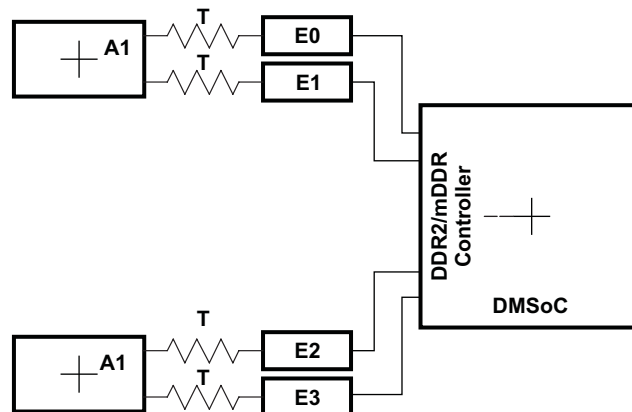 T
A1
E0
T
E1
DDR2/mDDR
Controller
DMSoC
T
A1
E2
T
E3